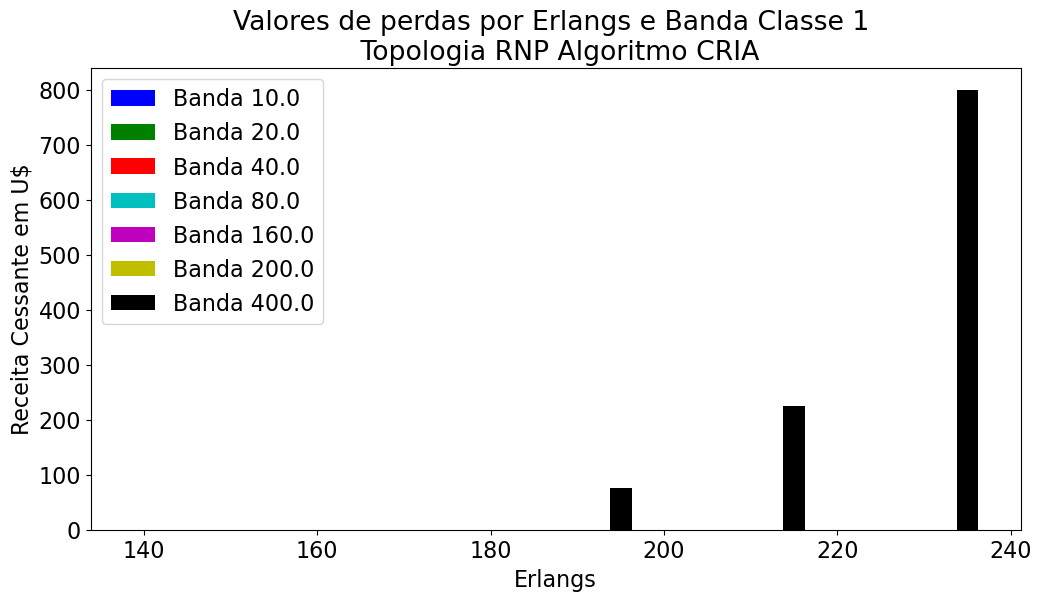 Valores de perdas por Erlangs e Banda Classe 1
Topologia RNP Algoritmo CRIA
Receita Cessante em U$
800
700
600
500
400
300
200
100
0
Banda 10.0
Banda 20.0
Banda 40.0
Banda 80.0
Banda 160.0
Banda 200.0
Banda 400.0
140 160 180 200 220 240
Erlangs